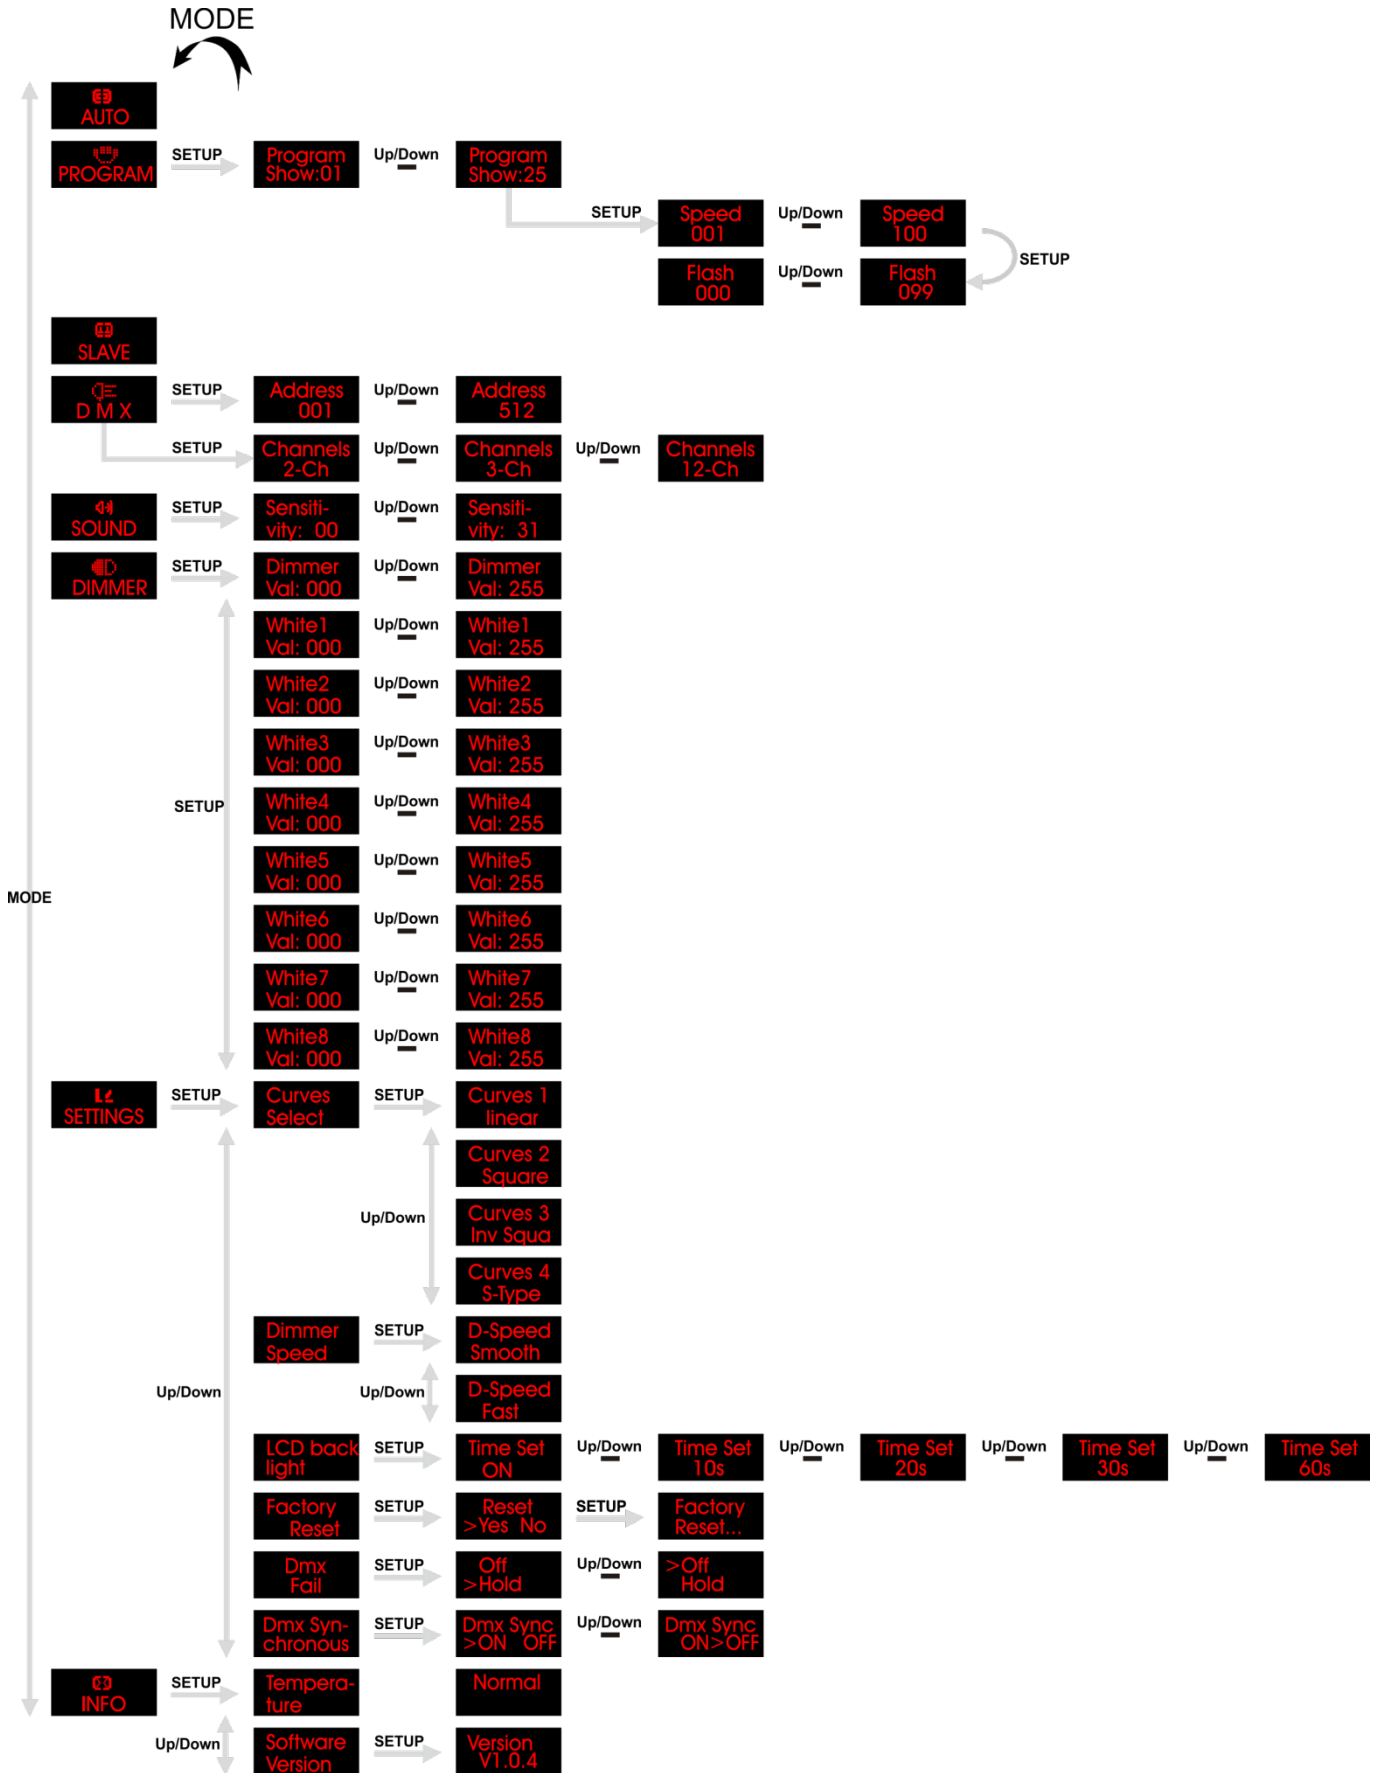 MODE
AUTO
PROGRAM
SETUP
Program
Show:01
Up/Down
Program
Show:25
SETUP
Speed
001
Up/Down
Speed
100
SETUP
Flash
000
Up/Down
Flash
099
SLAVE
D M X
SETUP
Address
001
Up/Down
Address
512
SETUP
Channels
2-Ch
Up/Down
Channels
3-Ch
Up/Down
Channels
12-Ch
SOUND
SETUP
Sensiti-
vity: 00
Up/Down
Sensiti-
vity: 31
DIMMER
SETUP
Dimmer
Val: 000
Up/Down
Dimmer
Val: 255
White1
Val: 000
Up/Down
White1
Val: 255
White2
Val: 000
Up/Down
White2
Val: 255
White3
Val: 000
Up/Down
White3
Val: 255
SETUP
White4
Val: 000
Up/Down
White4
Val: 255
White5
Val: 000
Up/Down
White5
Val: 255
MODE
White6
Val: 000
Up/Down
White6
Val: 255
White7
Val: 000
Up/Down
White7
Val: 255
White8
Val: 000
Up/Down
White8
Val: 255
SETTINGS
SETUP
Curves
Select
SETUP
Curves 1
linear
Curves 2
Square
Up/Down
Curves 3
Inv Squa
Curves 4
S-Type
Dimmer
Speed
SETUP
D-Speed
Smooth
Up/Down
Up/Down
D-Speed
Fast
LCD back
light
SETUP
Time Set
ON
Up/Down
Time Set
10s
Up/Down
Time Set
20s
Up/Down
Time Set
30s
Up/Down
Time Set
60s
Factory
Reset
SETUP
Reset
>Yes No
SETUP
Factory
Reset...
Dmx
Fail
SETUP
Off
>Hold
Up/Down
>Off
Hold
Dmx Syn-
chronous
SETUP
Dmx Sync
>ON OFF
Up/Down
Dmx Sync
ON>OFF
INFO
SETUP
Tempera-
ture
Normal
Up/Down
Software
Version
SETUP
Version
V1.0.4